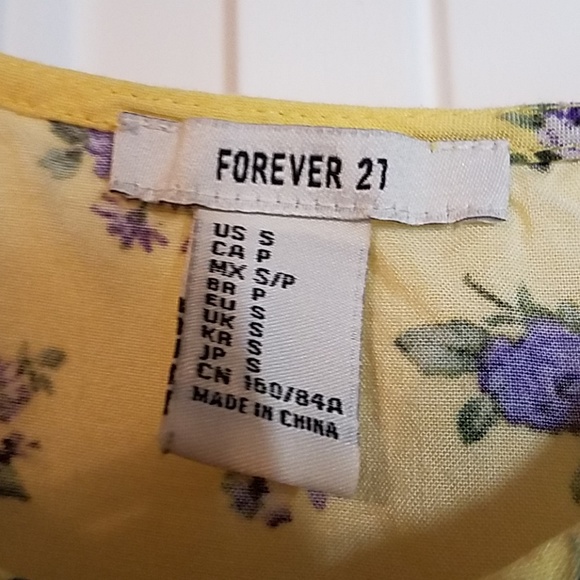 FOREVER 21
US S
CA P
MX S/P
BR P
EU S
UK S
KR S
JP S
CN 160/84A
MADE IN CHINA